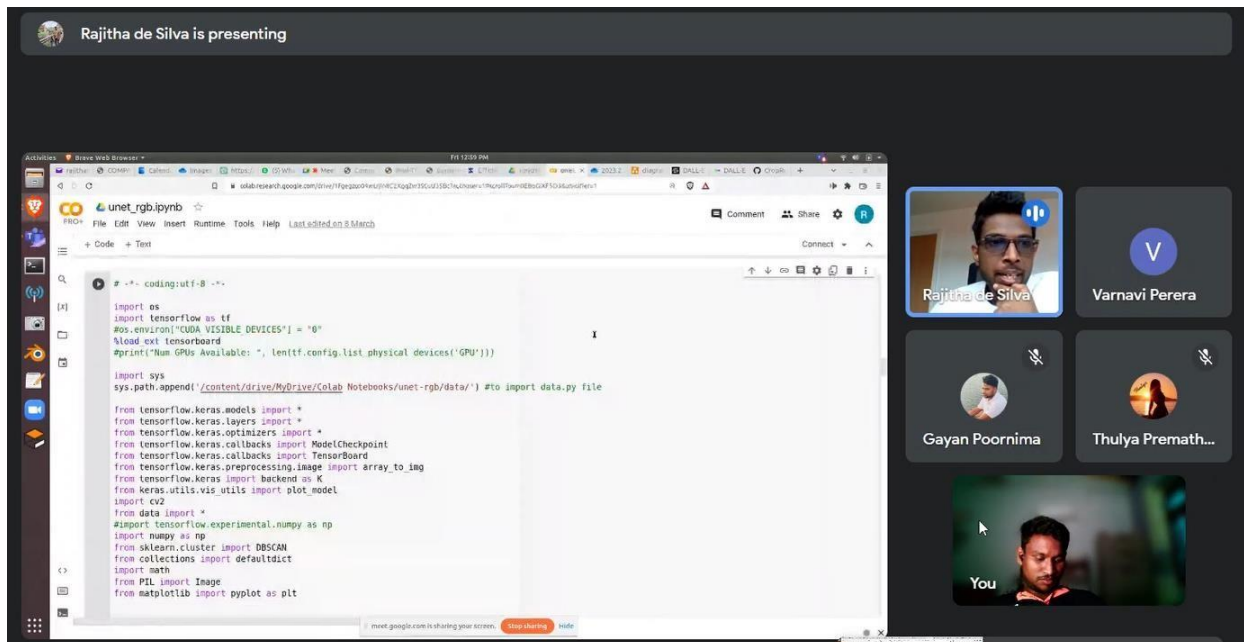 Rajitha de Silva is presenting
Activities Brave Web Browser
Fri 12:59 PM
CO
PRO+
unet_rgb.ipynb
File Edit View Insert Runtime Tools Help Last edited on 8 March
Comment Share R
+ Code + Text
Connect
# -*- coding:utf-8 -*-
import os
import tensorflow as tf
#os.environ["CUDA_VISIBLE_DEVICES"] = "0"
%load_ext tensorboard
#print("Num GPUs Available: ", len(tf.config.list_physical_devices('GPU')))
import sys
sys.path.append('/content/drive/MyDrive/Colab Notebooks/unet-rgb/data/') #to import data.py file
from tensorflow.keras.models import *
from tensorflow.keras.layers import *
from tensorflow.keras.optimizers import *
from tensorflow.keras.callbacks import ModelCheckpoint
from tensorflow.keras.callbacks import TensorBoard
from tensorflow.keras.preprocessing.image import array_to_img
from tensorflow.keras import backend as K
from keras.utils.vis_utils import plot_model
import cv2
from data import *
#import tensorflow.experimental.numpy as np
import numpy as np
from sklearn.cluster import DBSCAN
from collections import defaultdict
import math
from PIL import Image
from matplotlib import pyplot as plt
meet.google.com is sharing your screen. Stop sharing Hide
Rajitha de Silva
V
Varnavi Perera
Gayan Poornima
Thulya Premath...
You